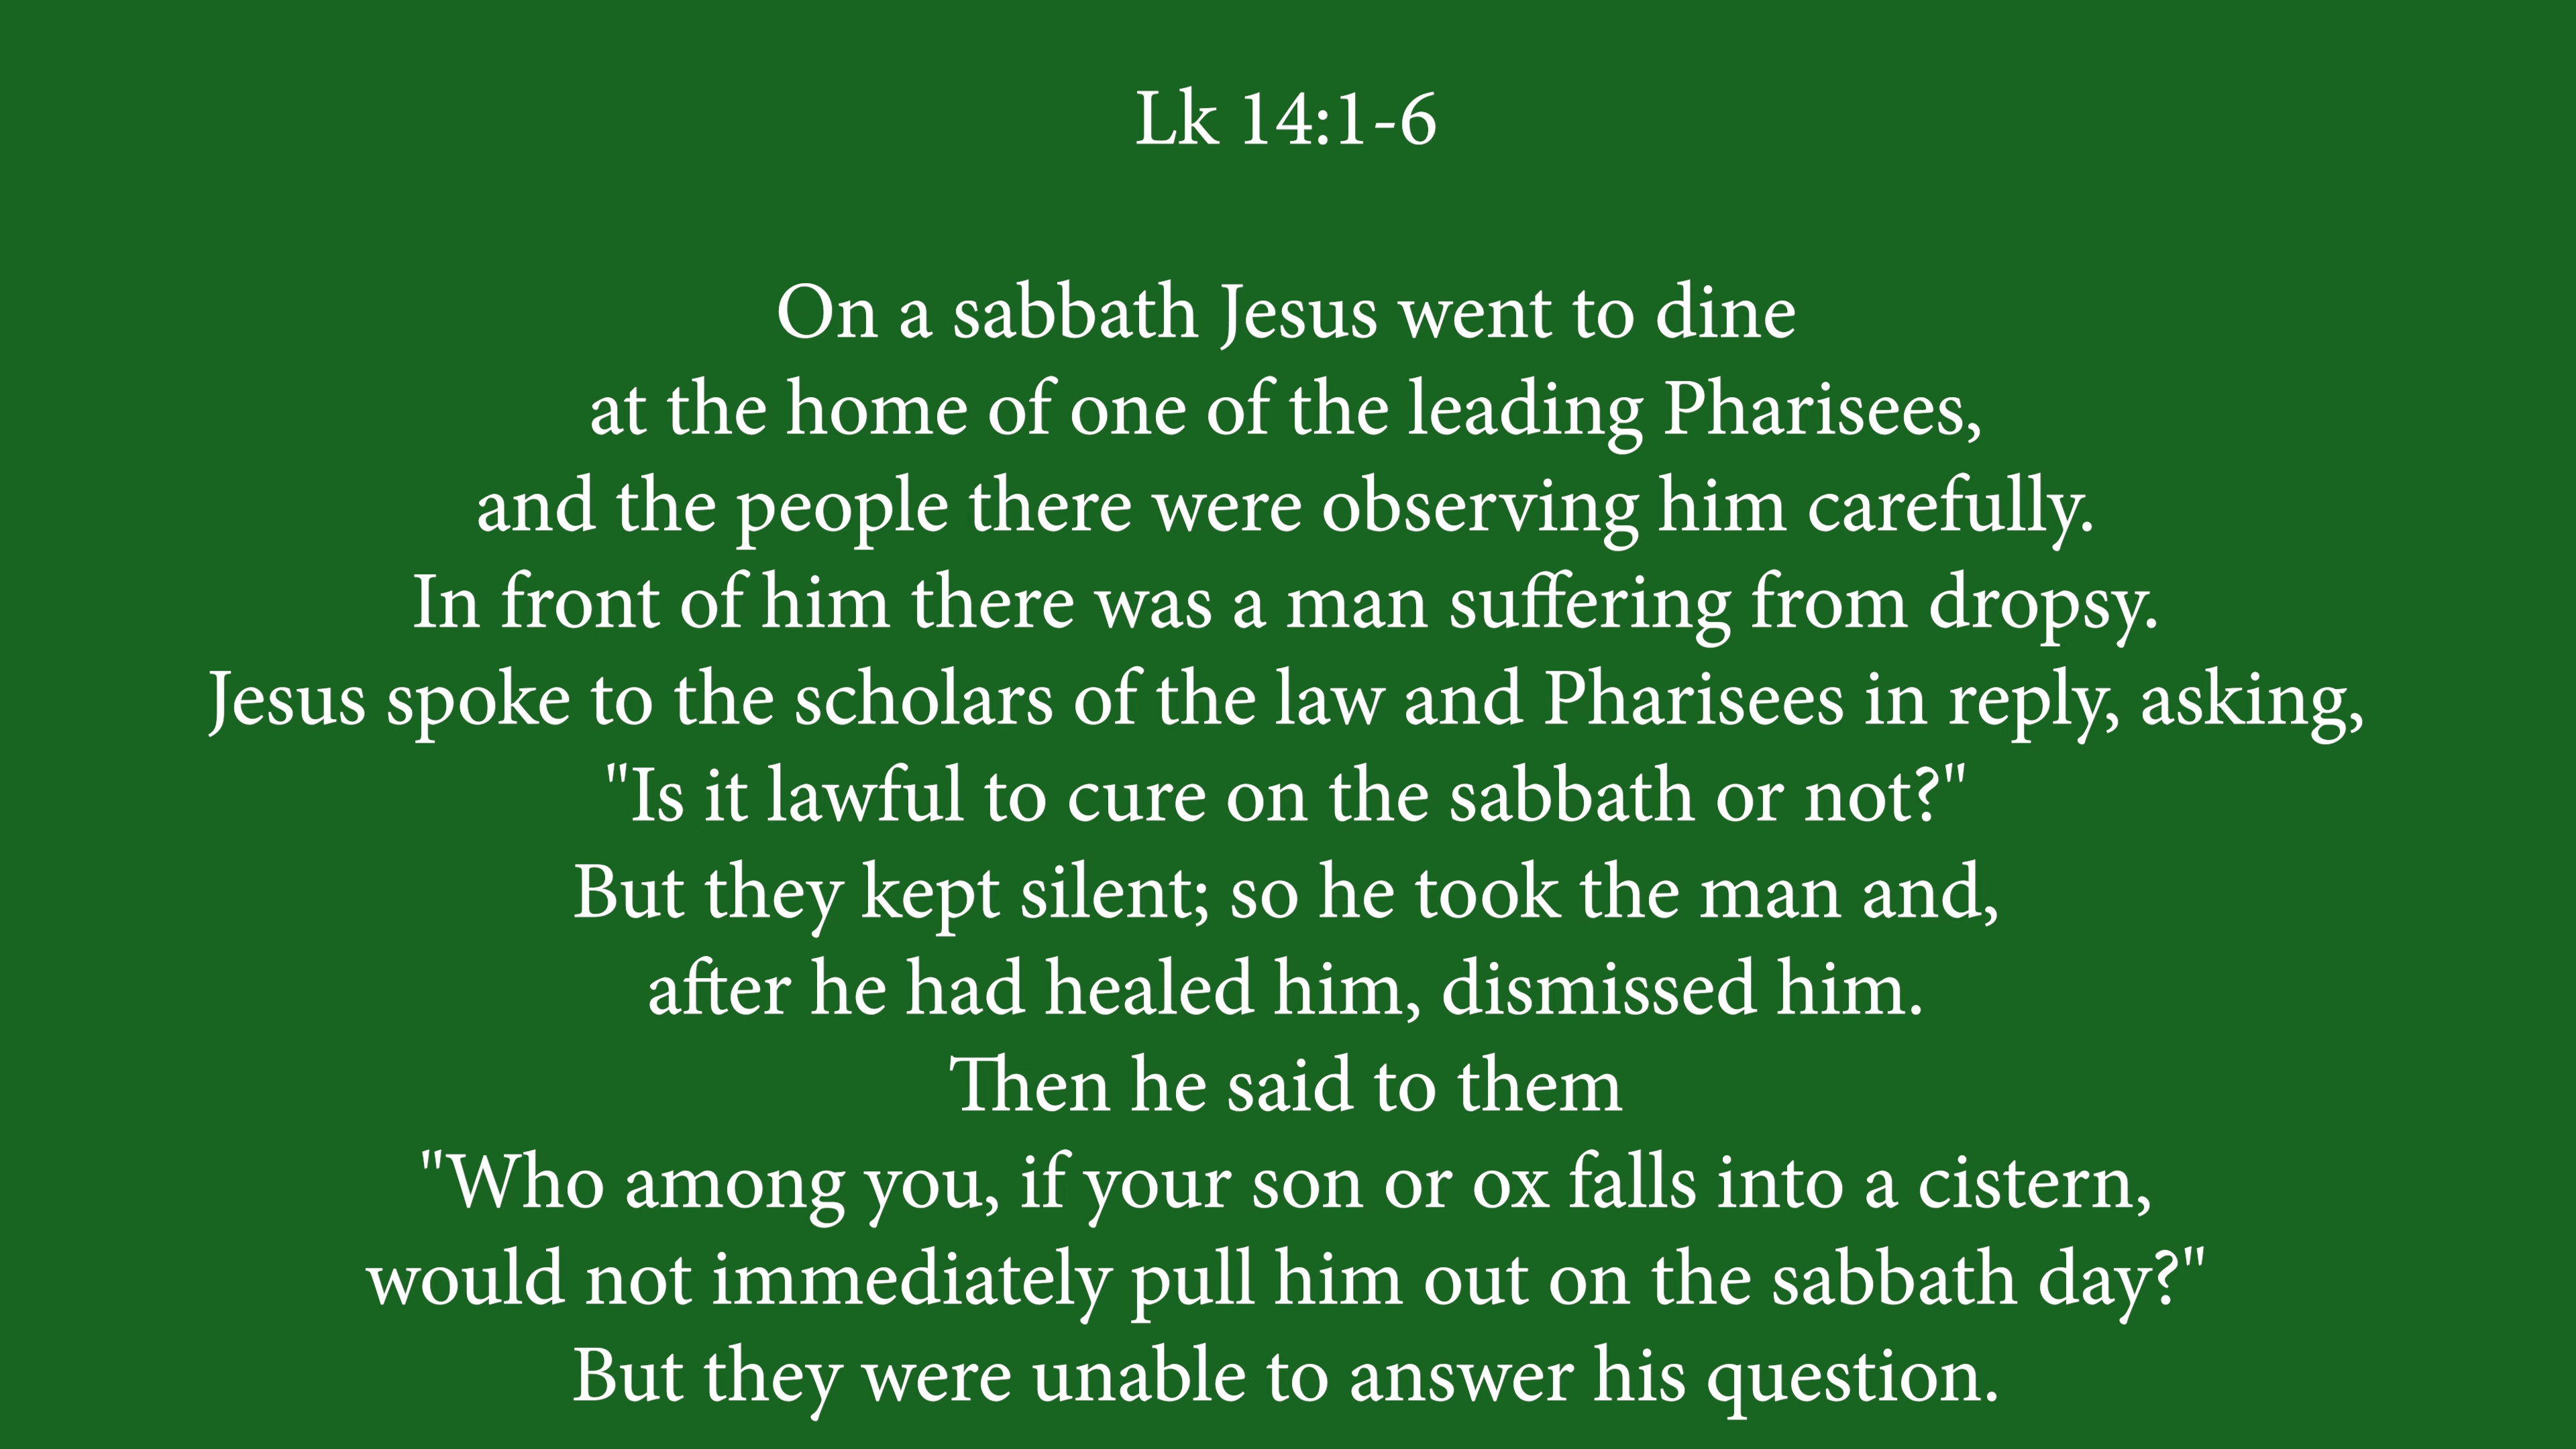 Lk 14:1-6
On a sabbath Jesus went to dine
at the home of one of the leading Pharisees,
and the people there were observing him carefully.
In front of him there was a man suffering from dropsy.
Jesus spoke to the scholars of the law and Pharisees in reply, asking,
"Is it lawful to cure on the sabbath or not?"
But they kept silent; so he took the man and,
after he had healed him, dismissed him.
Then he said to them
"Who among you, if your son or ox falls into a cistern,
would not immediately pull him out on the sabbath day?"
But they were unable to answer his question.